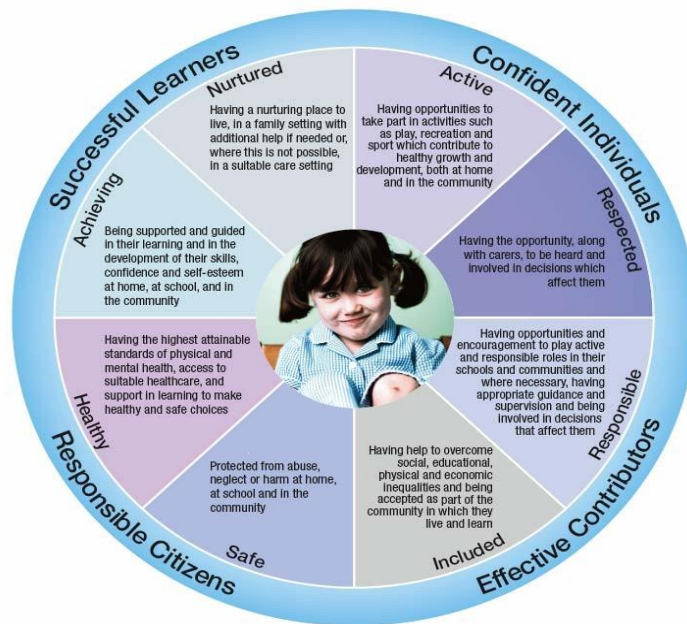 Successful Learners
Confident Individuals
Nurtured
Having a nurturing place to
live, in a family setting with
additional help if needed or,
where this is not possible,
in a suitable care setting
Active
Having opportunities to
take part in activities such
as play, recreation and
sport which contribute to
healthy growth and
development, both at home
and in the community
Achieving
Being supported and guided
in their learning and in the
development of their skills,
confidence and self-esteem
at home, at school, and in
the community
Respected
Having the opportunity, along
with carers, to be heard and
involved in decisions which
affect them
Healthy
Having the highest attainable
standards of physical and
mental health, access to
suitable healthcare, and
support in learning to make
healthy and safe choices
Responsible
Having opportunities and
encouragement to play active
and responsible roles in their
schools and communities and
where necessary, having
appropriate guidance and
supervision and being
involved in decisions
that affect them
Safe
Protected from abuse,
neglect or harm at home,
at school and in the
community
Included
Having help to overcome
social, educational,
physical and economic
inequalities and being
accepted as part of the
community in which they
live and learn
Responsible Citizens
Effective Contributors